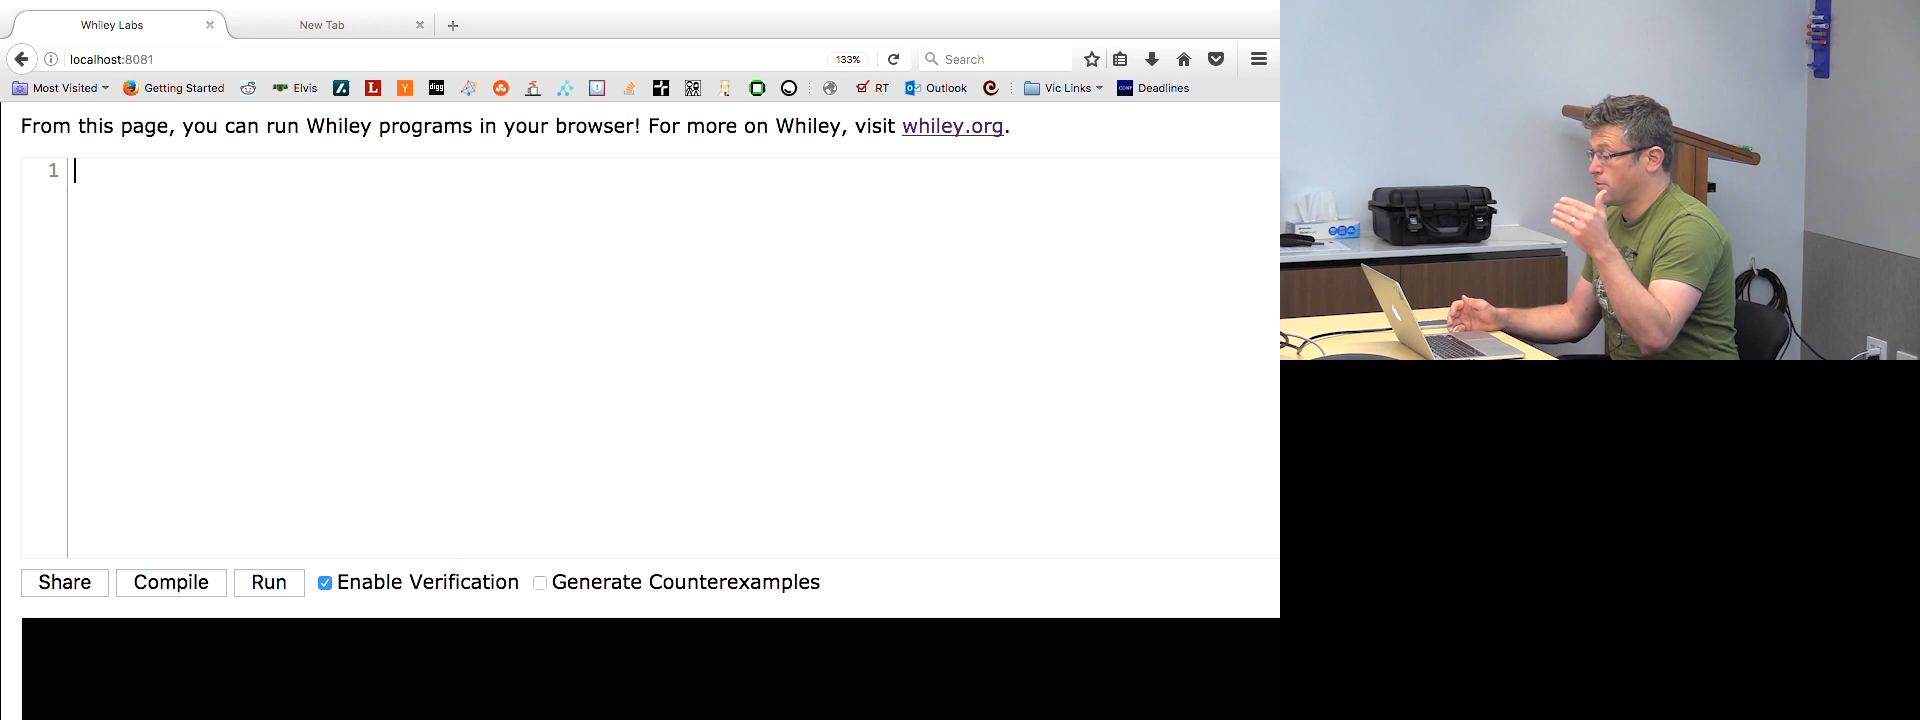 Whiley Labs
New Tab
localhost:8081
133%
Search
Most Visited
Getting Started
Elvis
digg
RT
Outlook
Vic Links
Deadlines
From this page, you can run Whiley programs in your browser! For more on Whiley, visit whiley.org.
1
Share
Compile
Run
Enable Verification
Generate Counterexamples